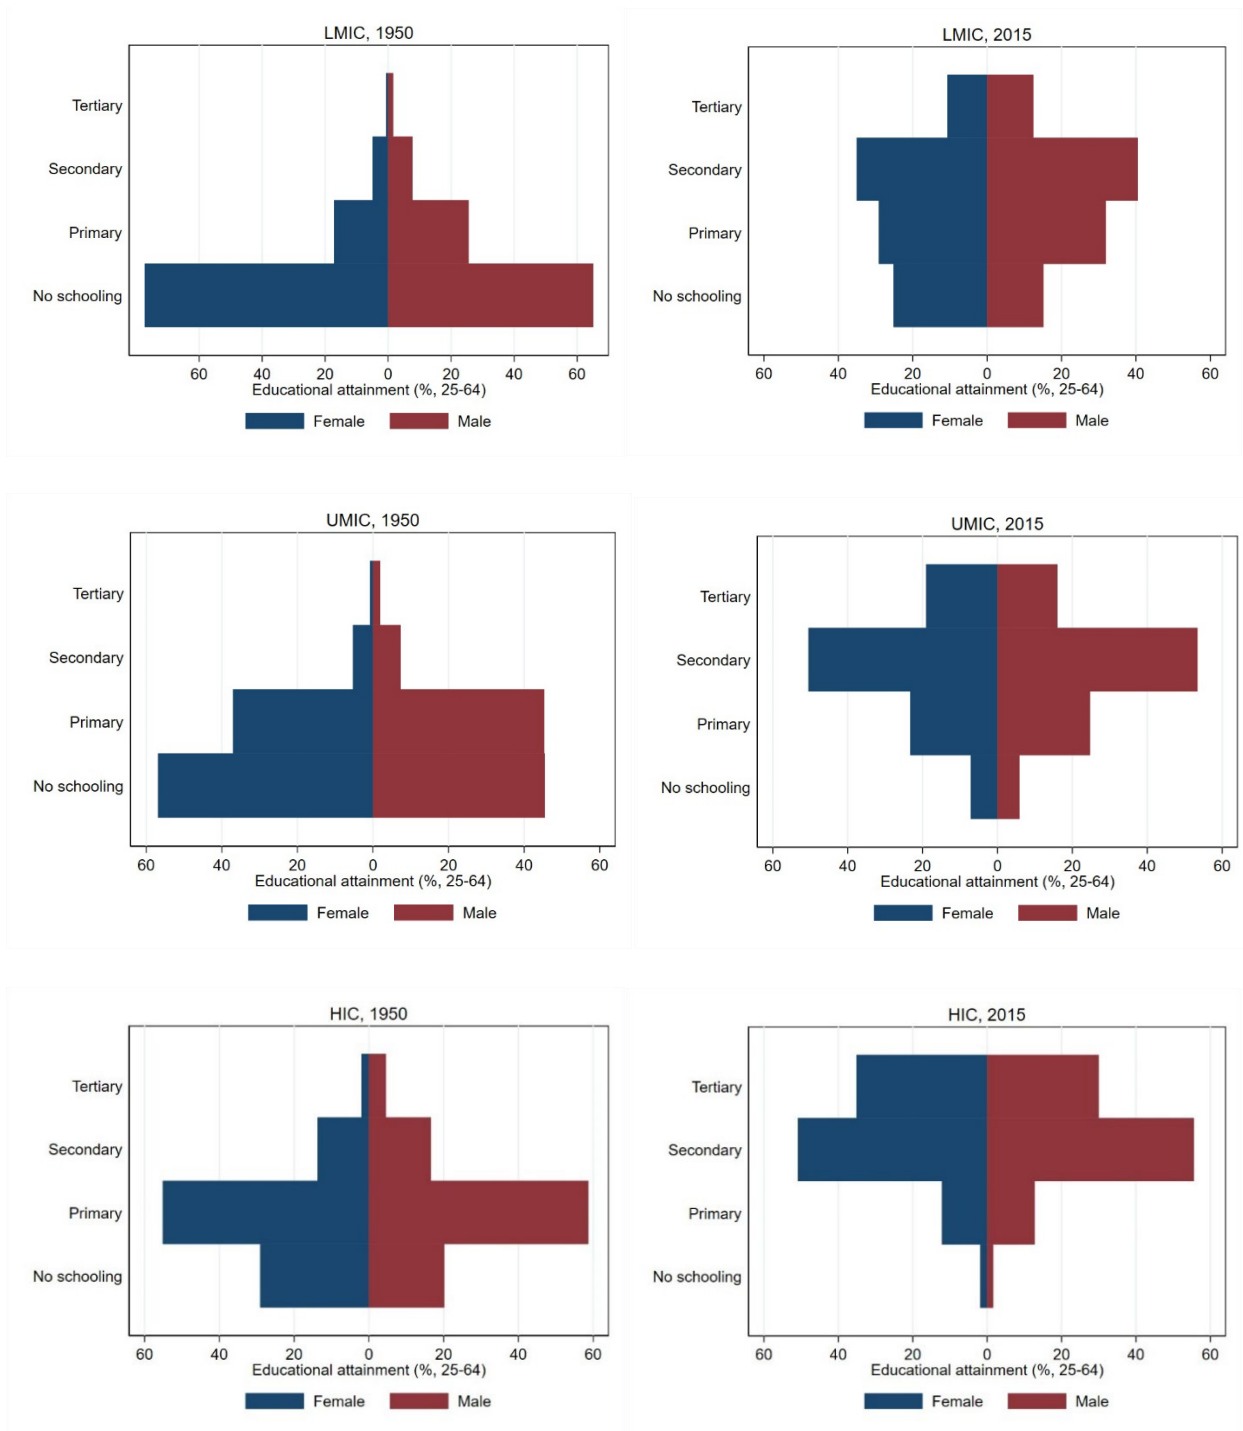 LMIC, 1950
Tertiary
Secondary
Primary
No schooling
60 40 20 0 20 40 60
Educational attainment (%, 25-64)
Female Male
LMIC, 2015
Tertiary
Secondary
Primary
No schooling
60 40 20 0 20 40 60
Educational attainment (%, 25-64)
Female Male
UMIC, 1950
Tertiary
Secondary
Primary
No schooling
60 40 20 0 20 40 60
Educational attainment (%, 25-64)
Female Male
UMIC, 2015
Tertiary
Secondary
Primary
No schooling
60 40 20 0 20 40 60
Educational attainment (%, 25-64)
Female Male
HIC, 1950
Tertiary
Secondary
Primary
No schooling
60 40 20 0 20 40 60
Educational attainment (%, 25-64)
Female Male
HIC, 2015
Tertiary
Secondary
Primary
No schooling
60 40 20 0 20 40 60
Educational attainment (%, 25-64)
Female Male